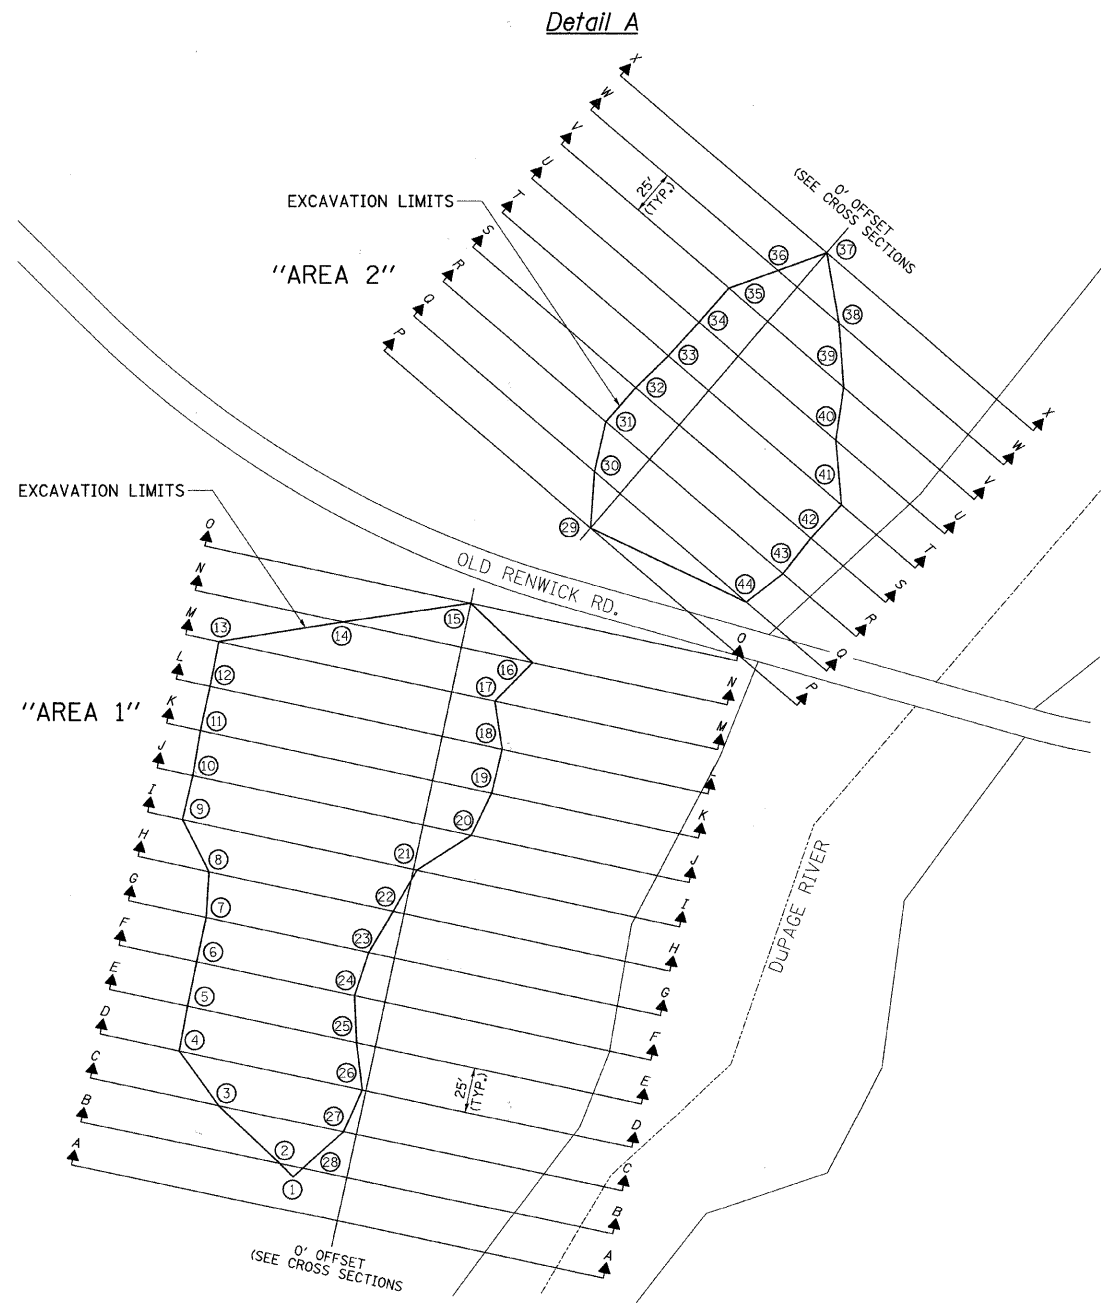 Detail A
X
W
V
U
T
S
R
Q
P
25'
(TYP.)
0' OFFSET
(SEE CROSS SECTIONS
EXCAVATION LIMITS
"AREA 2"
36
37
35
38
34
39
33
32
40
31
41
30
42
29
43
44
X
W
V
U
T
S
R
Q
P
EXCAVATION LIMITS
OLD RENWICK RD.
"AREA 1"
O
N
M
L
K
J
I
H
G
F
E
D
C
B
A
13
14
15
16
12
17
11
18
10
19
9
20
8
21
7
22
6
23
5
24
4
25
3
26
2
27
1
28
O
N
M
K
J
I
H
G
F
E
D
C
B
A
25'
(TYP.)
DuPAGE RIVER
0' OFFSET
(SEE CROSS SECTIONS